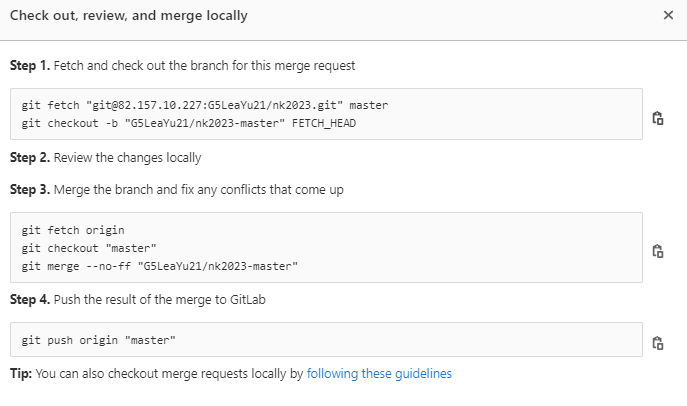 Check out, review, and merge locally
Step 1. Fetch and check out the branch for this merge request
git fetch "git@82.157.10.227:G5LeaYu21/nk2023.git" master
git checkout -b "G5LeaYu21/nk2023-master" FETCH_HEAD
Step 2. Review the changes locally
Step 3. Merge the branch and fix any conflicts that come up
git fetch origin
git checkout "master"
git merge --no-ff "G5LeaYu21/nk2023-master"
Step 4. Push the result of the merge to GitLab
git push origin "master"
Tip: You can also checkout merge requests locally by following these guidelines